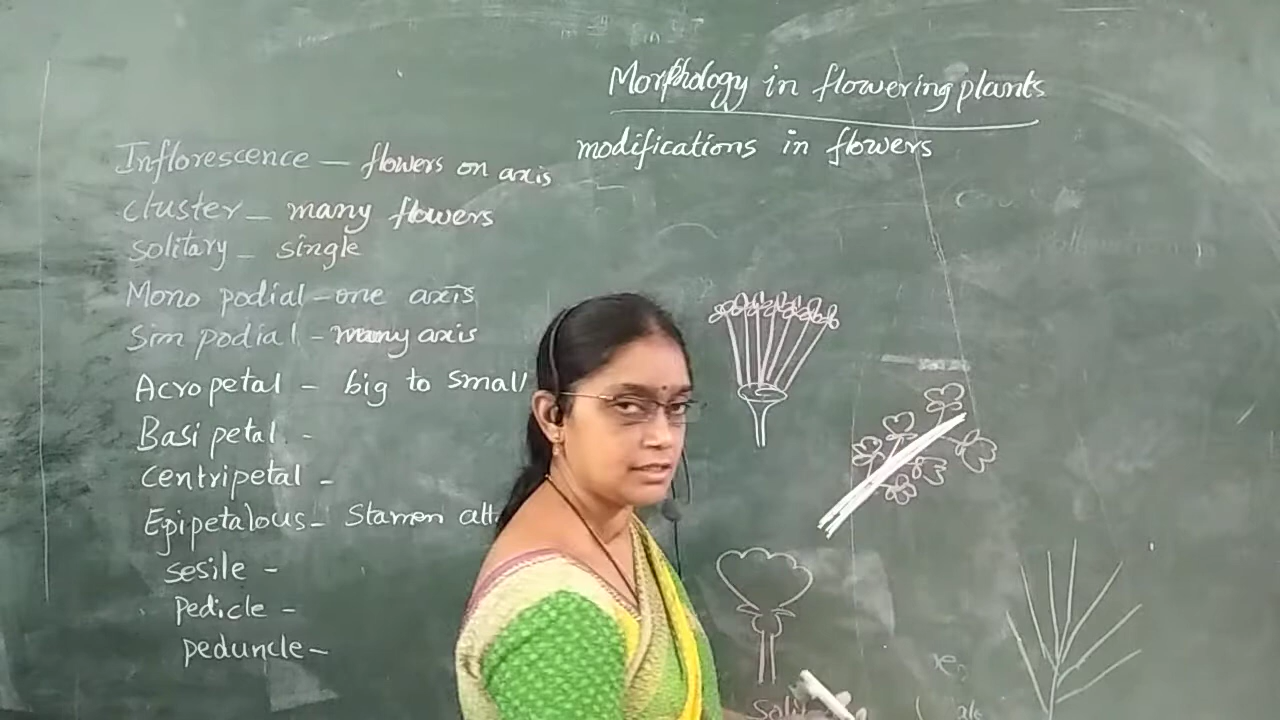 Morphology in flowering plants
modifications in flowers
Inflorescence — flowers on axis
cluster — many flowers
solitary — single
Mono podial - one axis
Sim podial - many axis
Acropetal - big to small
Basi petal -
centripetal -
Epipetalous - Stamen att
sesile -
pedicle -
peduncle -